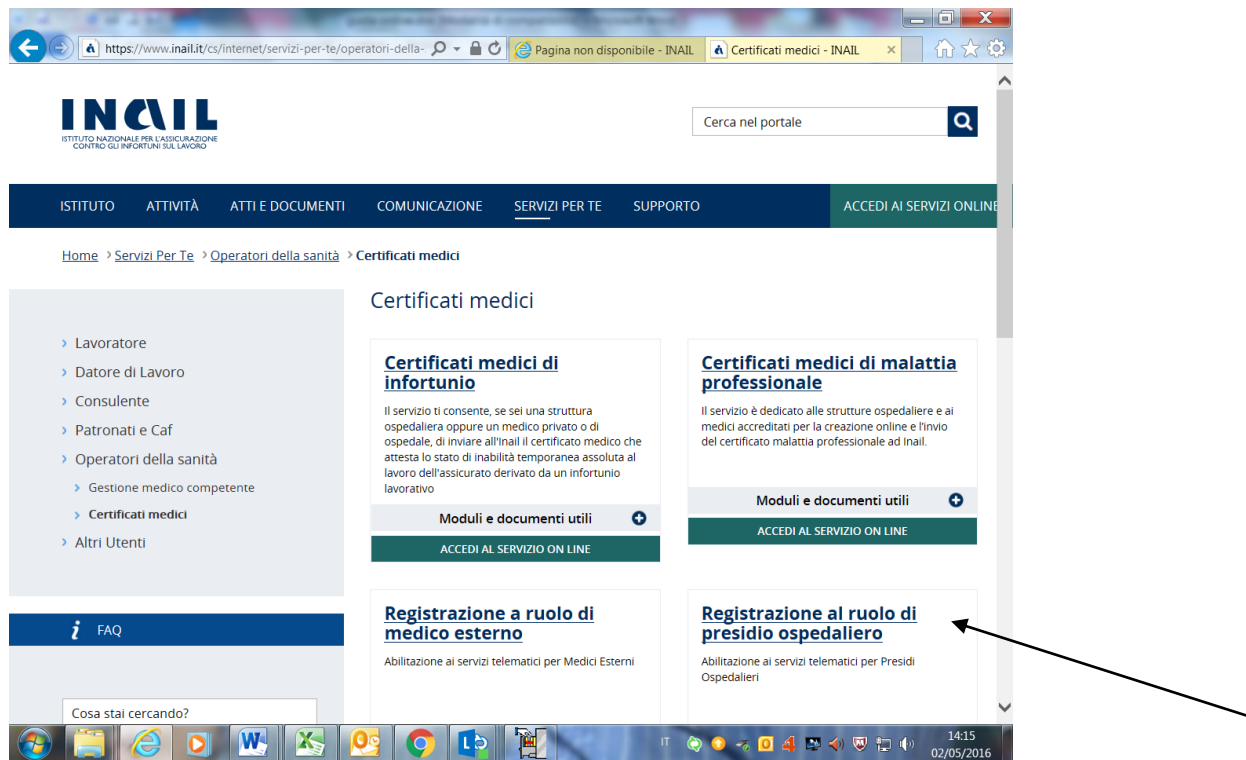 https://www.inail.it/cs/internet/servizi-per-te/operatori-della-
Pagina non disponibile - INAIL
Certificati medici - INAIL
INAIL
ISTITUTO NAZIONALE PER L'ASSICURAZIONE
CONTRO GLI INFORTUNI SUL LAVORO
Cerca nel portale
ISTITUTO ATTIVITÀ ATTI E DOCUMENTI COMUNICAZIONE SERVIZI PER TE SUPPORTO ACCEDI AI SERVIZI ONLINE
Home > Servizi Per Te > Operatori della sanità > Certificati medici
Lavoratore
Datore di Lavoro
Consulente
Patronati e Caf
Operatori della sanità
Gestione medico competente
Certificati medici
Altri Utenti
i FAQ
Cosa stai cercando?
Certificati medici
Certificati medici di
infortunio
Il servizio ti consente, se sei una struttura
ospedaliera oppure un medico privato o di
ospedale, di inviare all'Inail il certificato medico che
attesta lo stato di inabilità temporanea assoluta al
lavoro dell'assicurato derivato da un infortunio
lavorativo
Moduli e documenti utili
ACCEDI AL SERVIZIO ON LINE
Certificati medici di malattia
professionale
Il servizio è dedicato alle strutture ospedaliere e ai
medici accreditati per la creazione online e l'invio
del certificato malattia professionale ad Inail.
Moduli e documenti utili
ACCEDI AL SERVIZIO ON LINE
Registrazione a ruolo di
medico esterno
Abilitazione ai servizi telematici per Medici Esterni
Registrazione al ruolo di
presidio ospedaliero
Abilitazione ai servizi telematici per Presidi
Ospedalieri
IT
14:15
02/05/2016